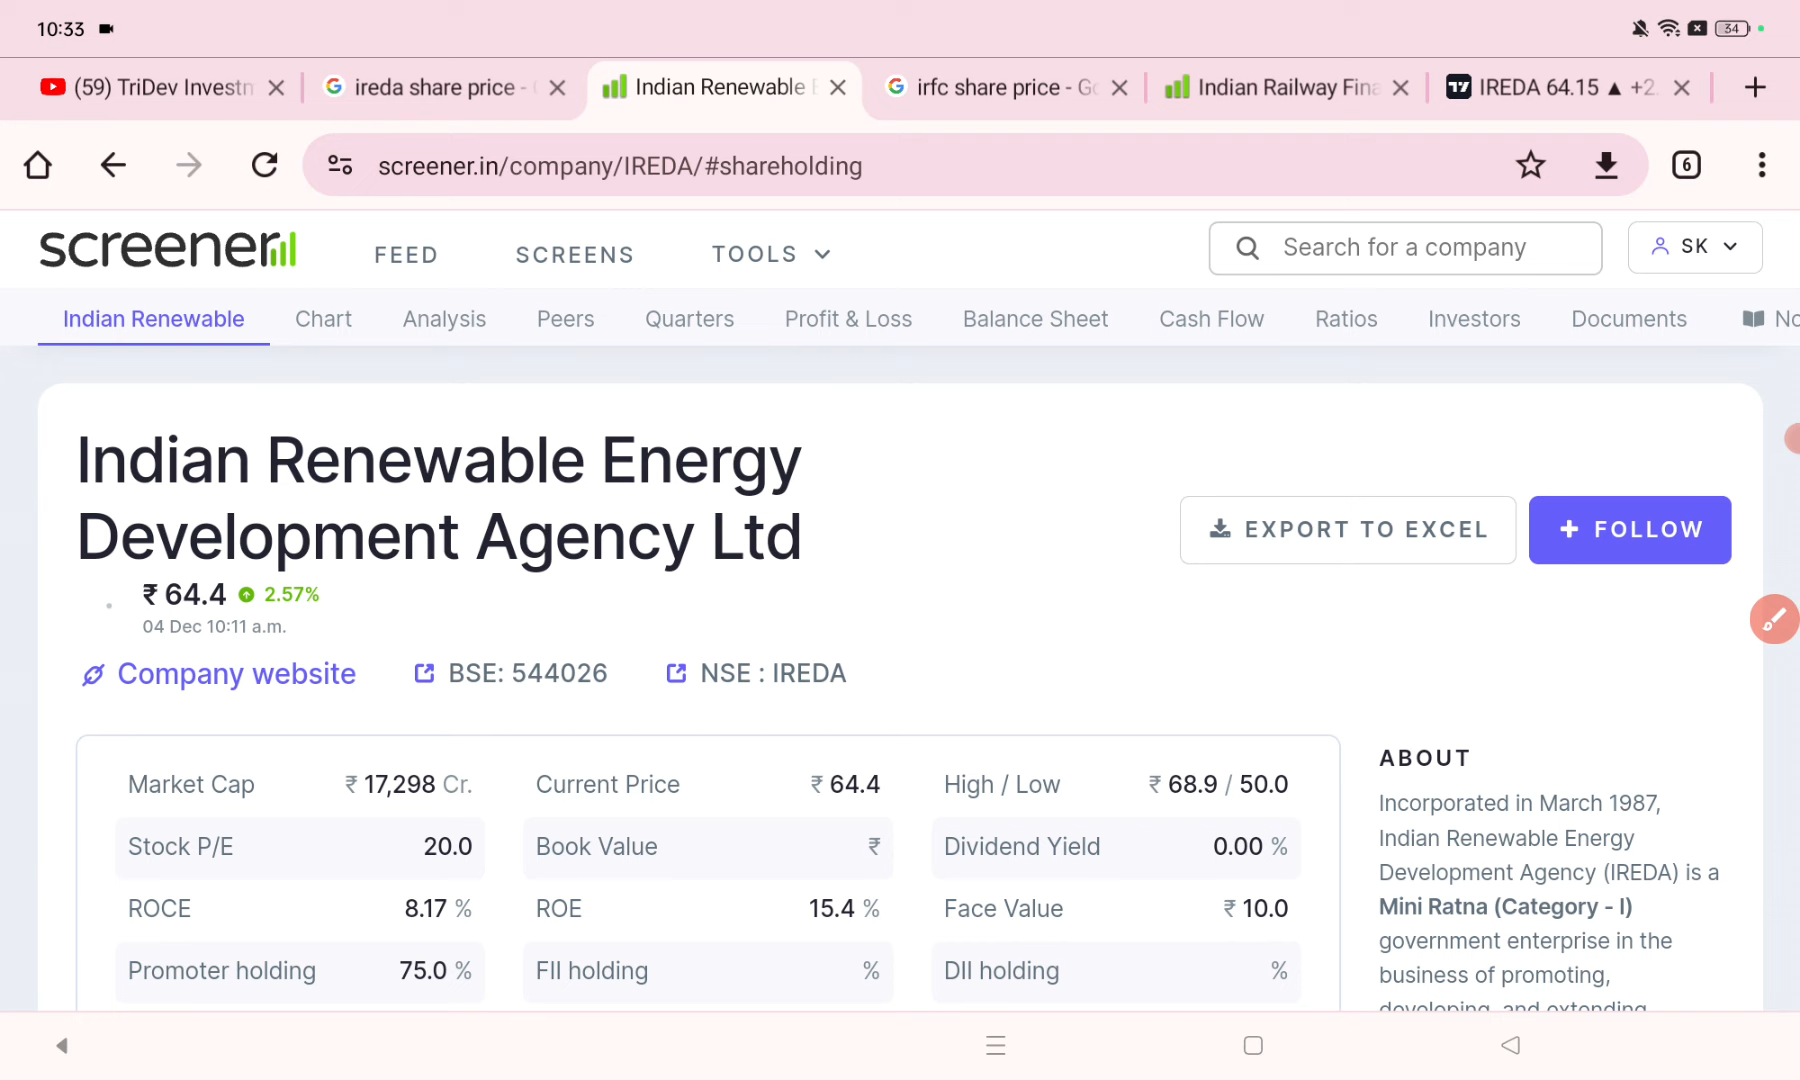 10:33
34
(59) TriDev Investn
ireda share price -
Indian Renewable
irfc share price - Go
Indian Railway Fina
IREDA 64.15 ▲ +2.
screener.in/company/IREDA/#shareholding
6
screener
FEED
SCREENS
TOOLS
Search for a company
SK
Indian Renewable
Chart
Analysis
Peers
Quarters
Profit & Loss
Balance Sheet
Cash Flow
Ratios
Investors
Documents
No
Indian Renewable Energy
Development Agency Ltd
EXPORT TO EXCEL
+ FOLLOW
₹ 64.4 2.57%
04 Dec 10:11 a.m.
Company website
BSE: 544026
NSE : IREDA
Market Cap ₹ 17,298 Cr.
Current Price ₹ 64.4
High / Low ₹ 68.9 / 50.0
Stock P/E 20.0
Book Value ₹
Dividend Yield 0.00 %
ROCE 8.17 %
ROE 15.4 %
Face Value ₹ 10.0
Promoter holding 75.0 %
FII holding %
DII holding %
ABOUT
Incorporated in March 1987,
Indian Renewable Energy
Development Agency (IREDA) is a
Mini Ratna (Category - I)
government enterprise in the
business of promoting,
developing, and extending